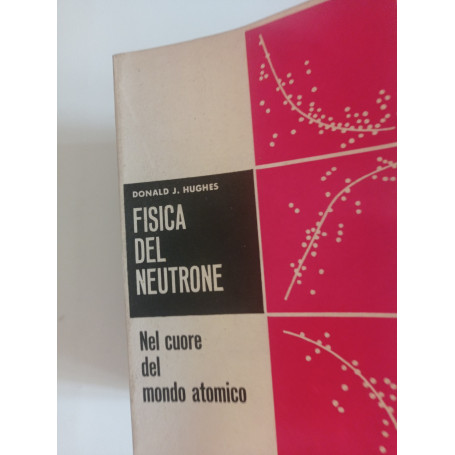 DONALD J. HUGHES
FISICA
DEL
NEUTRONE
Nel cuore
del
mondo atomico